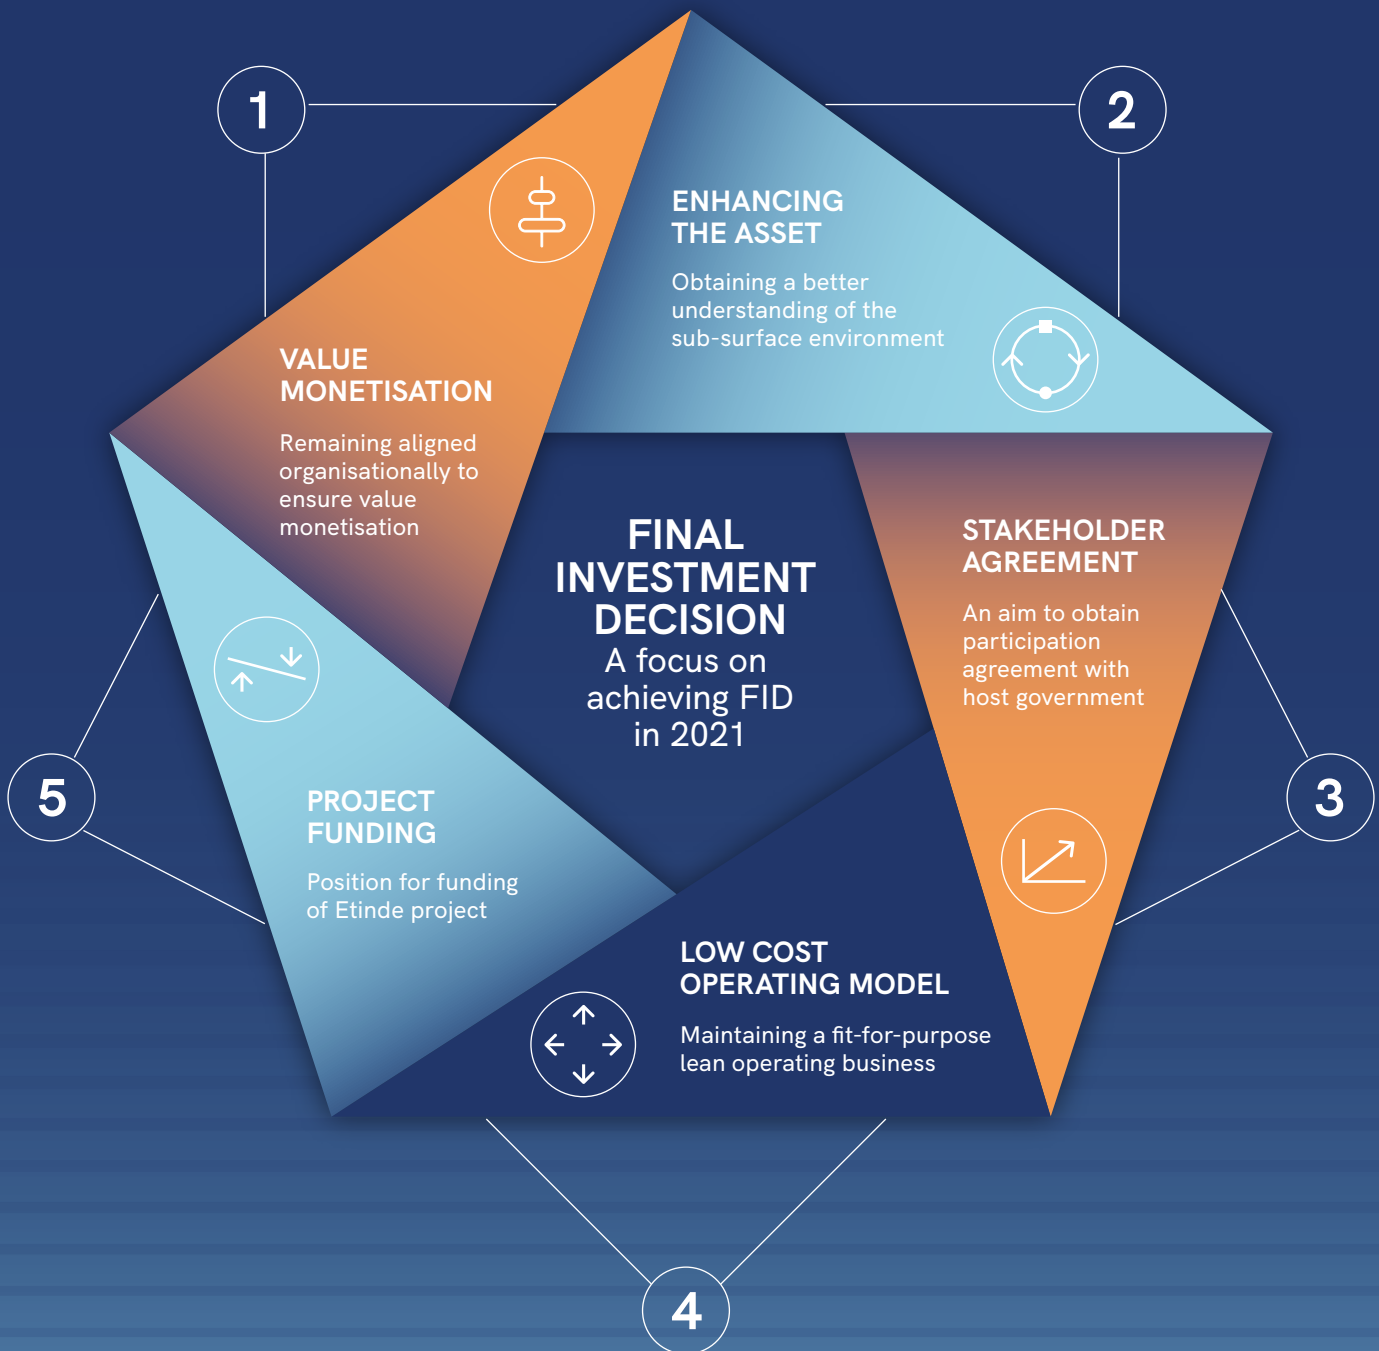 1
VALUE
MONETISATION
Remaining aligned
organisationally to
ensure value
monetisation
2
ENHANCING
THE ASSET
Obtaining a better
understanding of the
sub-surface environment
FINAL
INVESTMENT
DECISION
A focus on
achieving FID
in 2021
3
STAKEHOLDER
AGREEMENT
An aim to obtain
participation
agreement with
host government
4
LOW COST
OPERATING MODEL
Maintaining a fit-for-purpose
lean operating business
5
PROJECT
FUNDING
Position for funding
of Etinde project